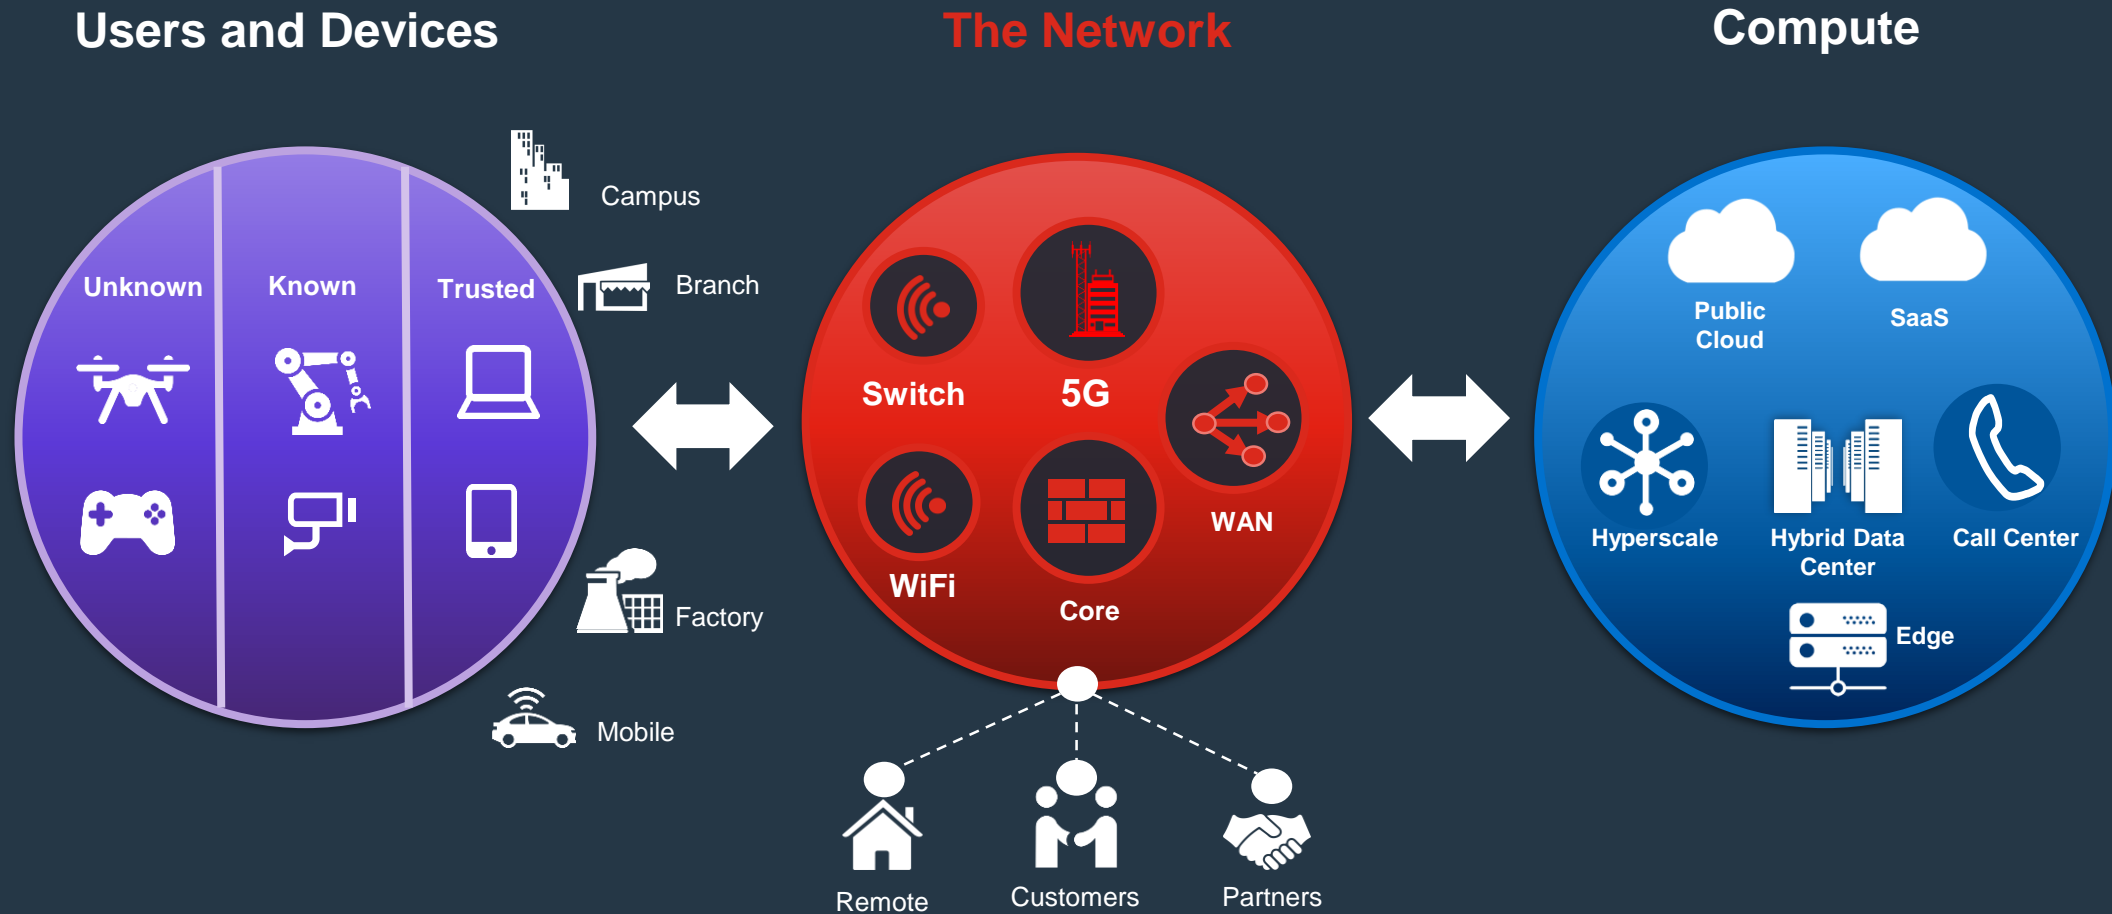 Users and Devices
The Network
Compute
Campus
Branch
Factory
Mobile
Unknown
Known
Trusted
Switch
5G
WAN
WiFi
Core
Remote
Customers
Partners
Public
Cloud
SaaS
Hyperscale
Hybrid Data
Center
Call Center
Edge